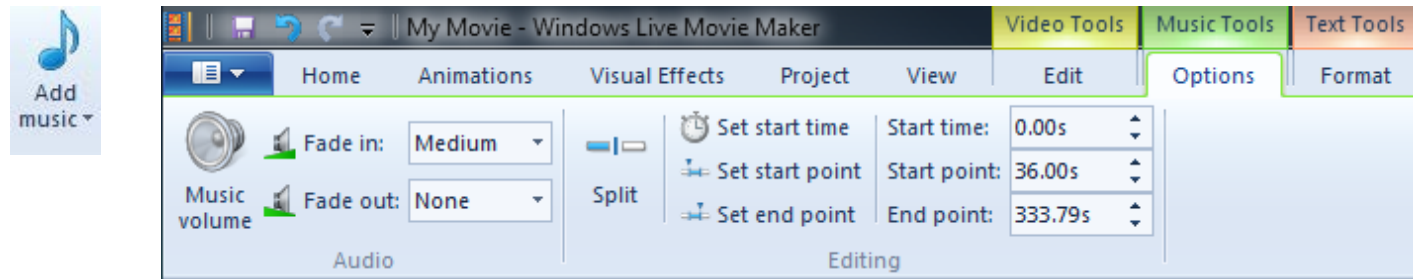 Add
music
My Movie - Windows Live Movie Maker
Video Tools
Music Tools
Text Tools
Home
Animations
Visual Effects
Project
View
Edit
Options
Format
Music
volume
Fade in: Medium
Fade out: None
Audio
Split
Set start time
Set start point
Set end point
Start time: 0.00s
Start point: 36.00s
End point: 333.79s
Editing